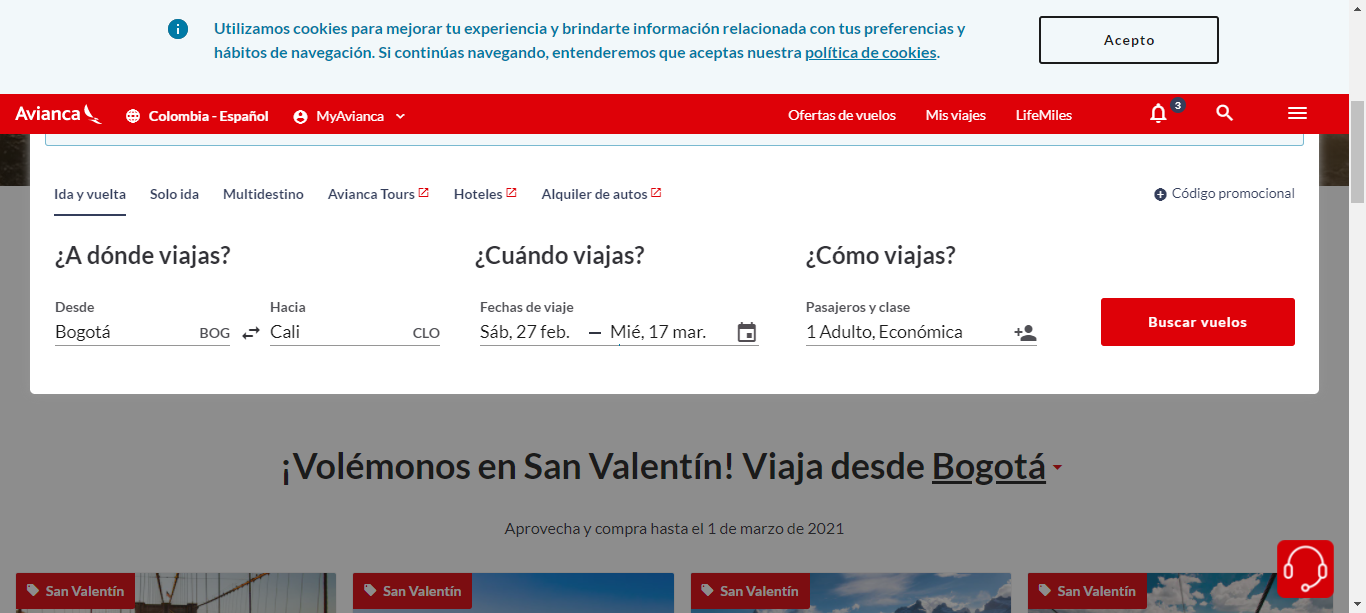 Utilizamos cookies para mejorar tu experiencia y brindarte información relacionada con tus preferencias y
hábitos de navegación. Si continúas navegando, entenderemos que aceptas nuestra política de cookies.
Acepto
Avianca
Colombia - Español
MyAvianca
Ofertas de vuelos
Mis viajes
LifeMiles
3
Ida y vuelta
Solo ida
Multidestino
Avianca Tours
Hoteles
Alquiler de autos
Código promocional
¿A dónde viajas?
¿Cuándo viajas?
¿Cómo viajas?
Desde
Hacia
Fechas de viaje
Pasajeros y clase
Bogotá BOG
Cali CLO
Sáb, 27 feb. — Mié, 17 mar.
1 Adulto, Económica
Buscar vuelos
¡Volémonos en San Valentín! Viaja desde Bogotá
Aprovecha y compra hasta el 1 de marzo de 2021
San Valentín
San Valentín
San Valentín
San Valentín